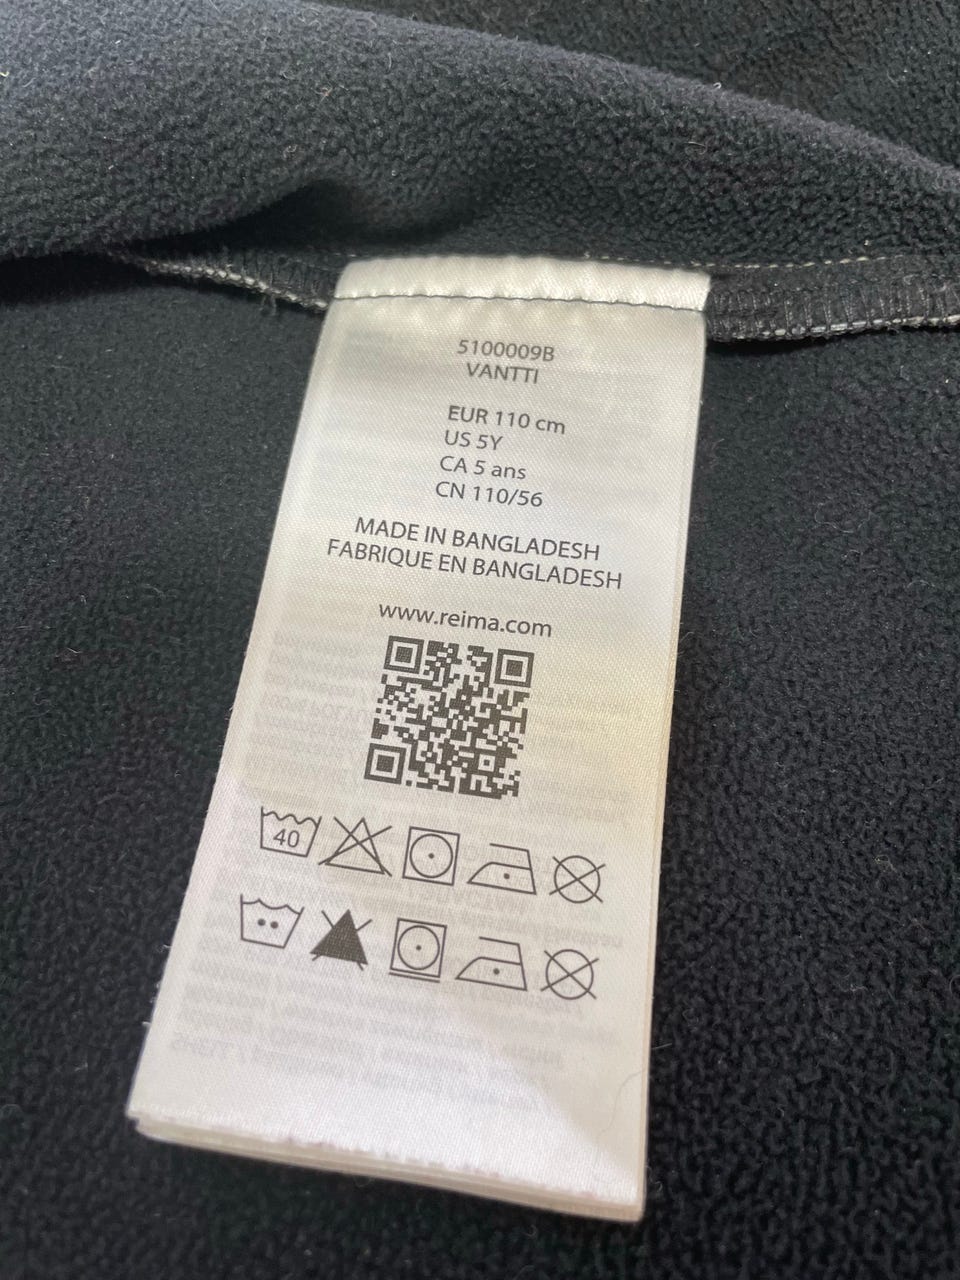 5100009B
VANTTI
EUR 110 cm
US 5Y
CA 5 ans
CN 110/56
MADE IN BANGLADESH
FABRIQUE EN BANGLADESH
www.reima.com
40